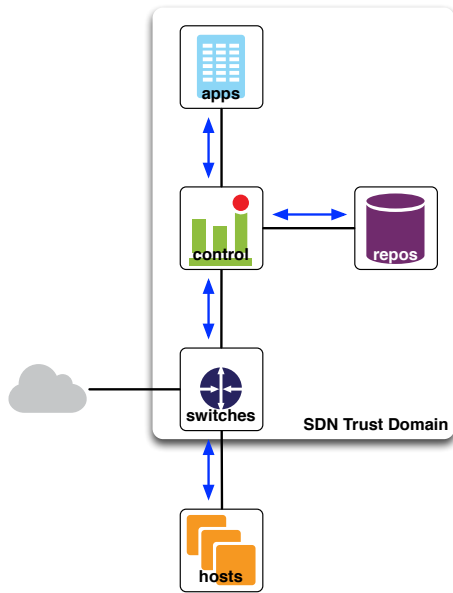 apps
control
repos
switches
SDN Trust Domain
hosts